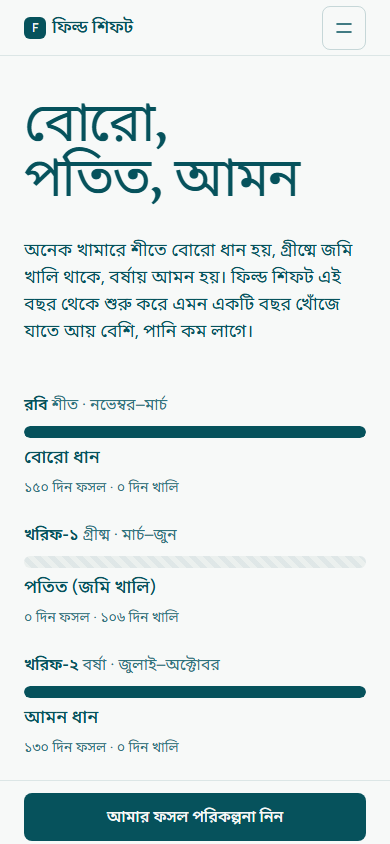 F ফিল্ড শিফট
বোরো,
পতিত, আমন
অনেক খামারে শীতে বোরো ধান হয়, গ্রীষ্মে জমি
খালি থাকে, বর্ষায় আমন হয়। ফিল্ড শিফট এই
বছর থেকে শুরু করে এমন একটি বছর খোঁজে
যাতে আয় বেশি, পানি কম লাগে।
রবি শীত · নভেম্বর–মার্চ
বোরো ধান
১৫০ দিন ফসল · ০ দিন খালি
খরিফ-১ গ্রীষ্ম · মার্চ–জুন
পতিত (জমি খালি)
০ দিন ফসল · ১০৬ দিন খালি
খরিফ-২ বর্ষা · জুলাই–অক্টোবর
আমন ধান
১৩০ দিন ফসল · ০ দিন খালি
আমার ফসল পরিকল্পনা নিন